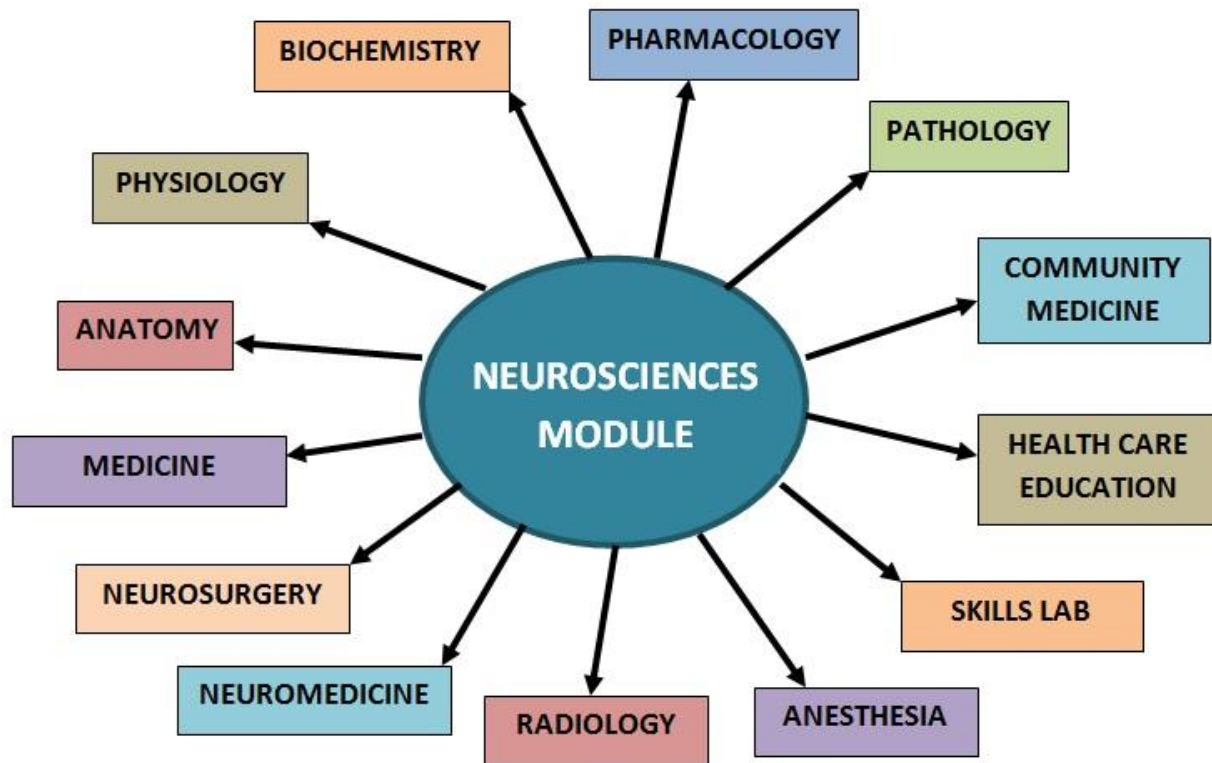 BIOCHEMISTRY
PHARMACOLOGY
PATHOLOGY
PHYSIOLOGY
COMMUNITY
MEDICINE
ANATOMY
NEUROSCIENCES
MODULE
MEDICINE
HEALTH CARE
EDUCATION
NEUROSURGERY
SKILLS LAB
NEUROMEDICINE
RADIOLOGY
ANESTHESIA